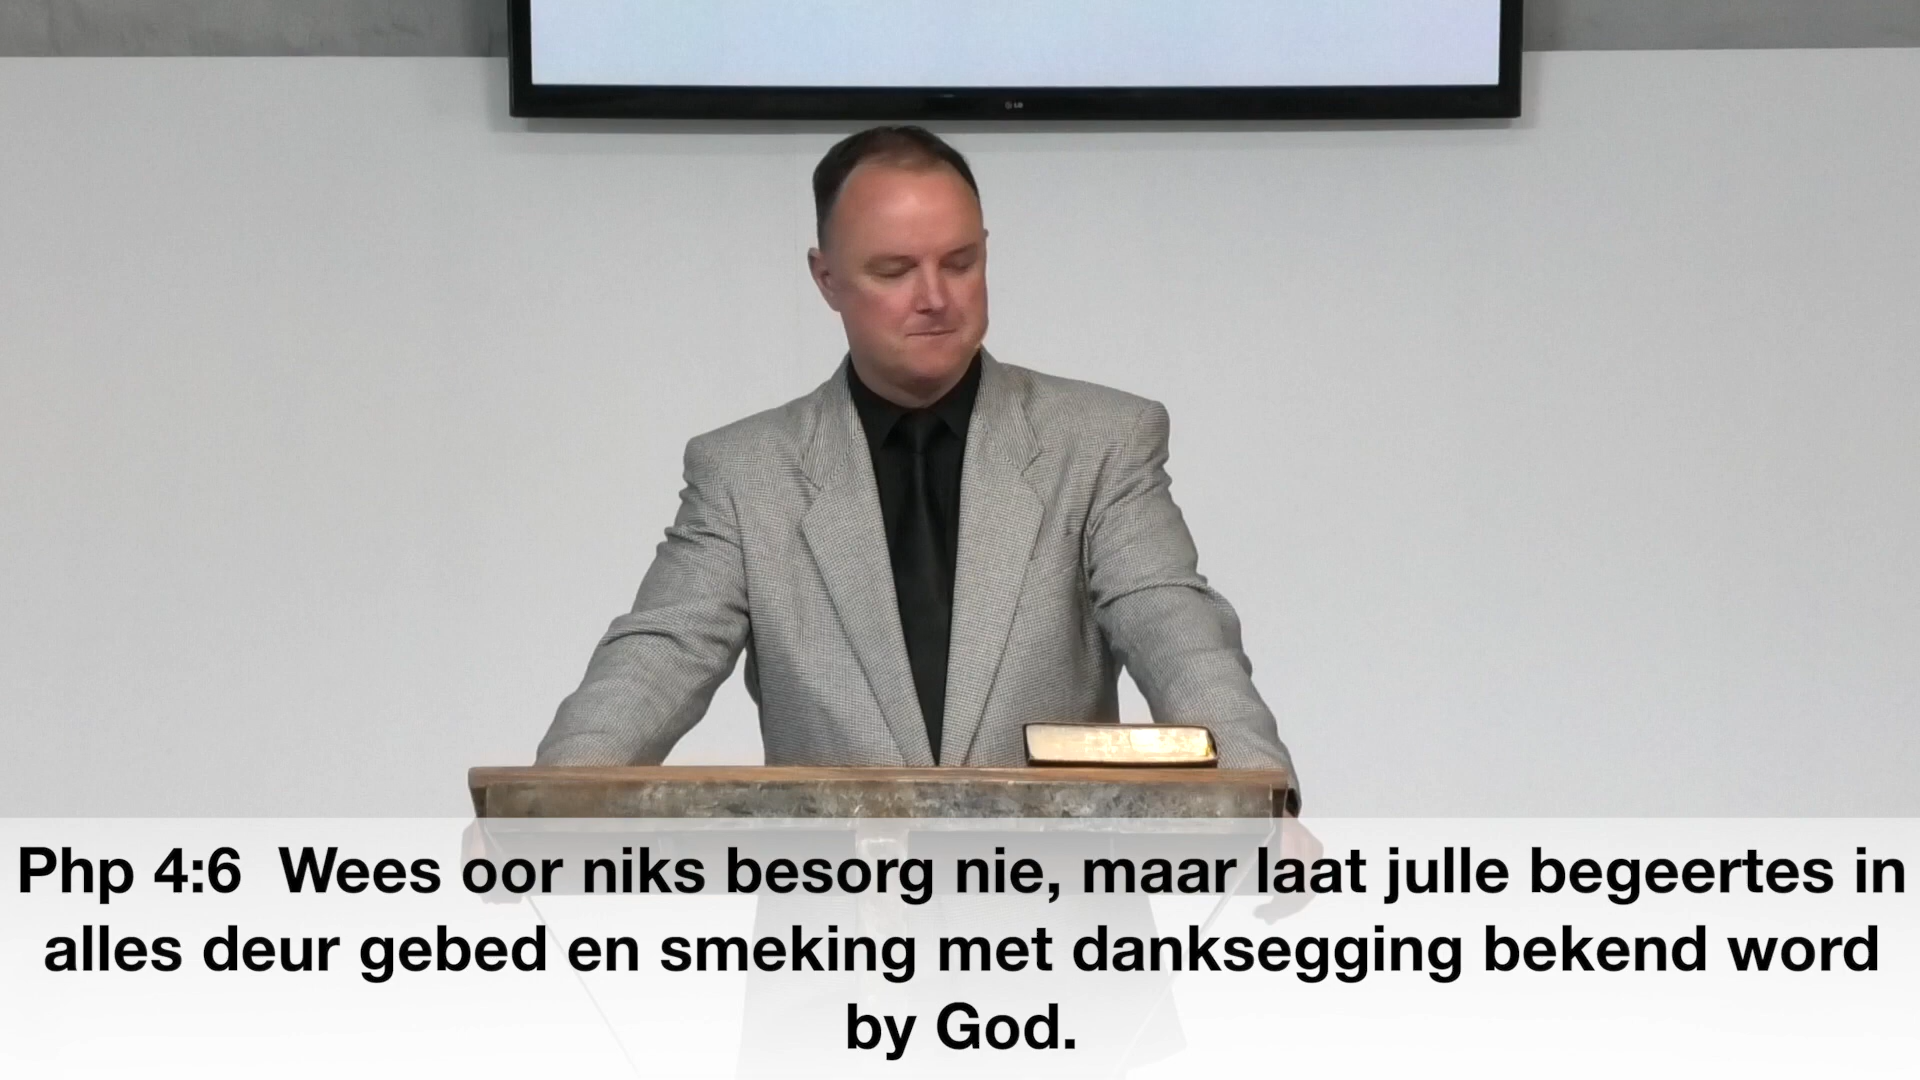 LG
Php 4:6  Wees oor niks besorg nie, maar laat julle begeertes in
alles deur gebed en smeking met danksegging bekend word
by God.